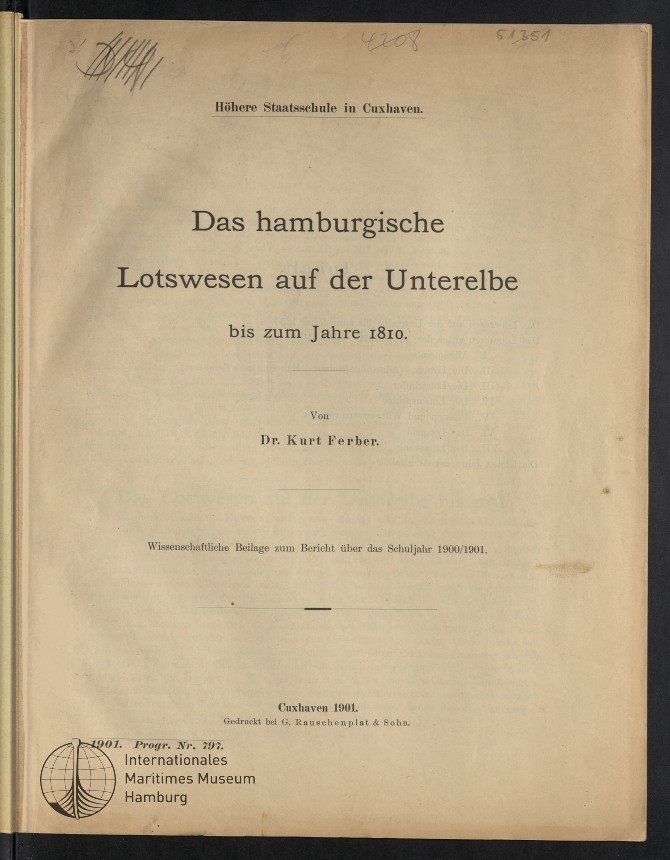 4208
51351
Höhere Staatsschule in Cuxhaven.
Das hamburgische
Lotswesen auf der Unterelbe
bis zum Jahre 1810.
Von
Dr. Kurt Ferber.
Wissenschaftliche Beilage zum Bericht über das Schuljahr 1900/1901.
Cuxhaven 1901.
Gedruckt bei G. Rauschenplat & Sohn.
1901. Progr. Nr. 797.
Internationales
Maritimes Museum
Hamburg